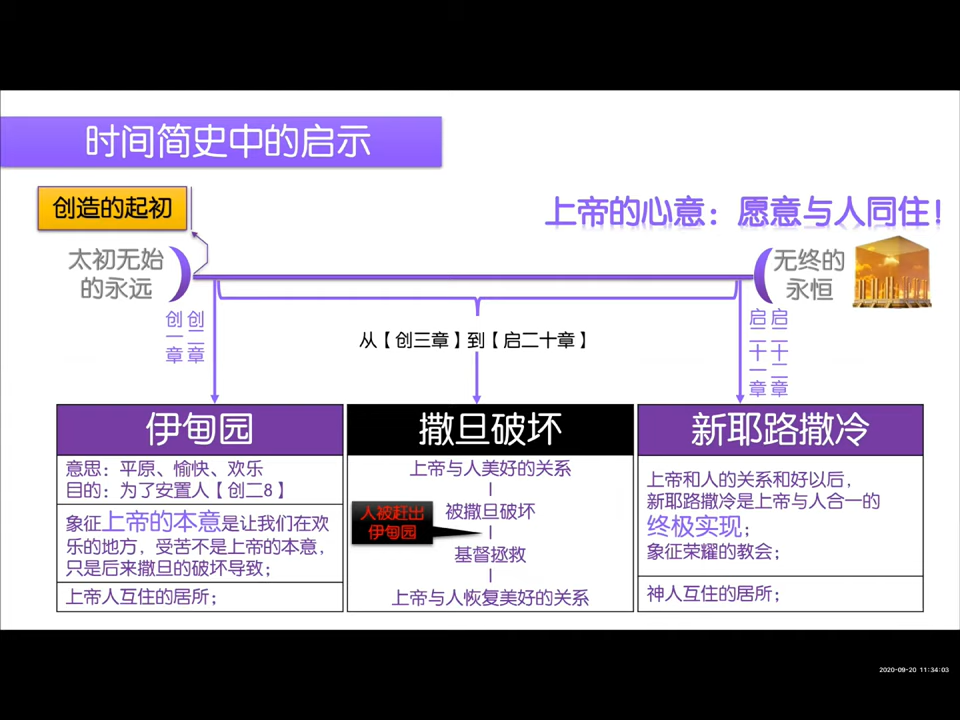 时间简史中的启示
创造的起初
上帝的心意：愿意与人同住！
太初无始
的永远
无终的
永恒
创一章
创二章
从【创三章】到【启二十章】
启二十一章
启二十二章
伊甸园
意思：平原、愉快、欢乐
目的：为了安置人【创二8】
象征上帝的本意是让我们在欢
乐的地方，受苦不是上帝的本意，
只是后来撒旦的破坏导致；
上帝人互住的居所；
撒旦破坏
上帝与人美好的关系
被撒旦破坏
人被赶出
伊甸园
基督拯救
上帝与人恢复美好的关系
新耶路撒冷
上帝和人的关系和好以后，
新耶路撒冷是上帝与人合一的
终极实现；
象征荣耀的教会；
神人互住的居所；
2020-09-20 11:34:03